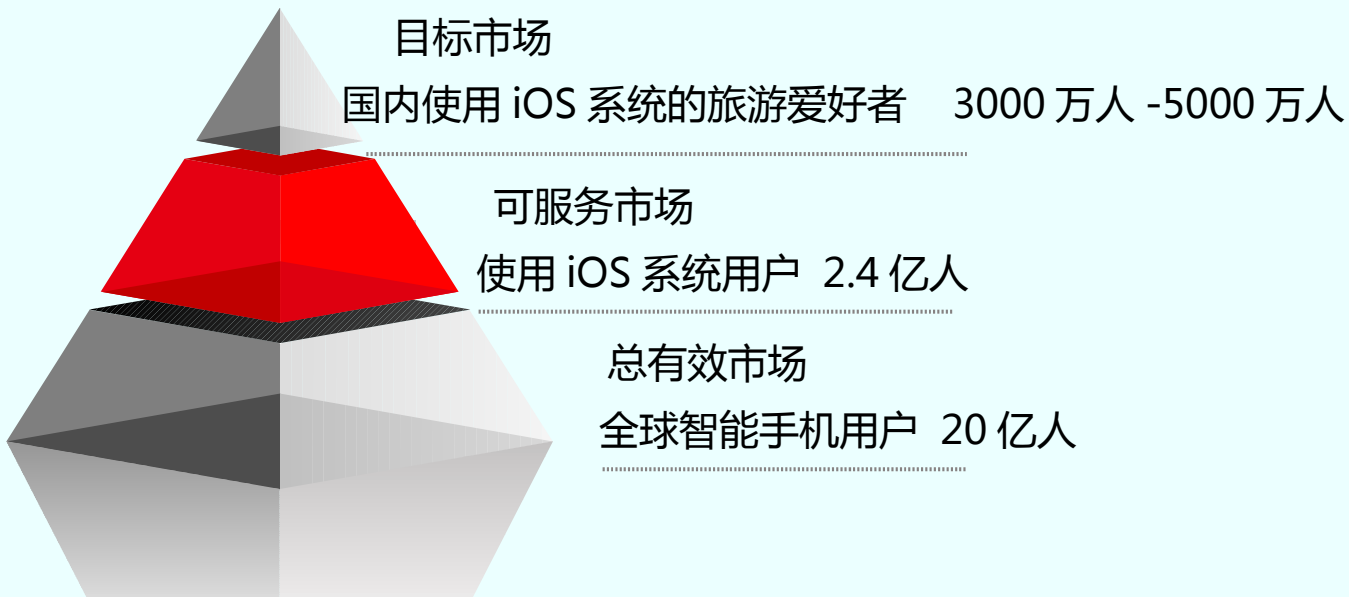 目标市场
国内使用 iOS 系统的旅游爱好者 3000 万人 -5000 万人
可服务市场
使用 iOS 系统用户 2.4 亿人
总有效市场
全球智能手机用户 20 亿人